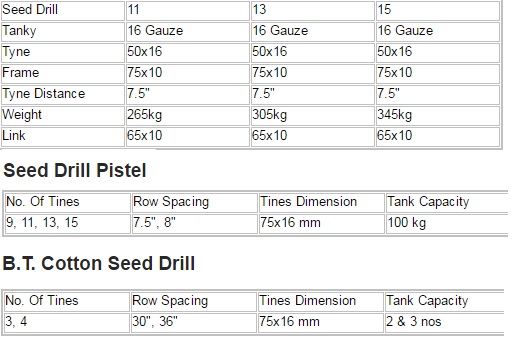 Seed Drill 11 13 15
Tanky 16 Gauze 16 Gauze 16 Gauze
Tyne 50x16 50x16 50x16
Frame 75x10 75x10 75x10
Tyne Distance 7.5" 7.5" 7.5"
Weight 265kg 305kg 345kg
Link 65x10 65x10 65x10
Seed Drill Pistel
No. Of Tines Row Spacing Tines Dimension Tank Capacity
9, 11, 13, 15 7.5", 8" 75x16 mm 100 kg
B.T. Cotton Seed Drill
No. Of Tines Row Spacing Tines Dimension Tank Capacity
3, 4 30", 36" 75x16 mm 2 & 3 nos